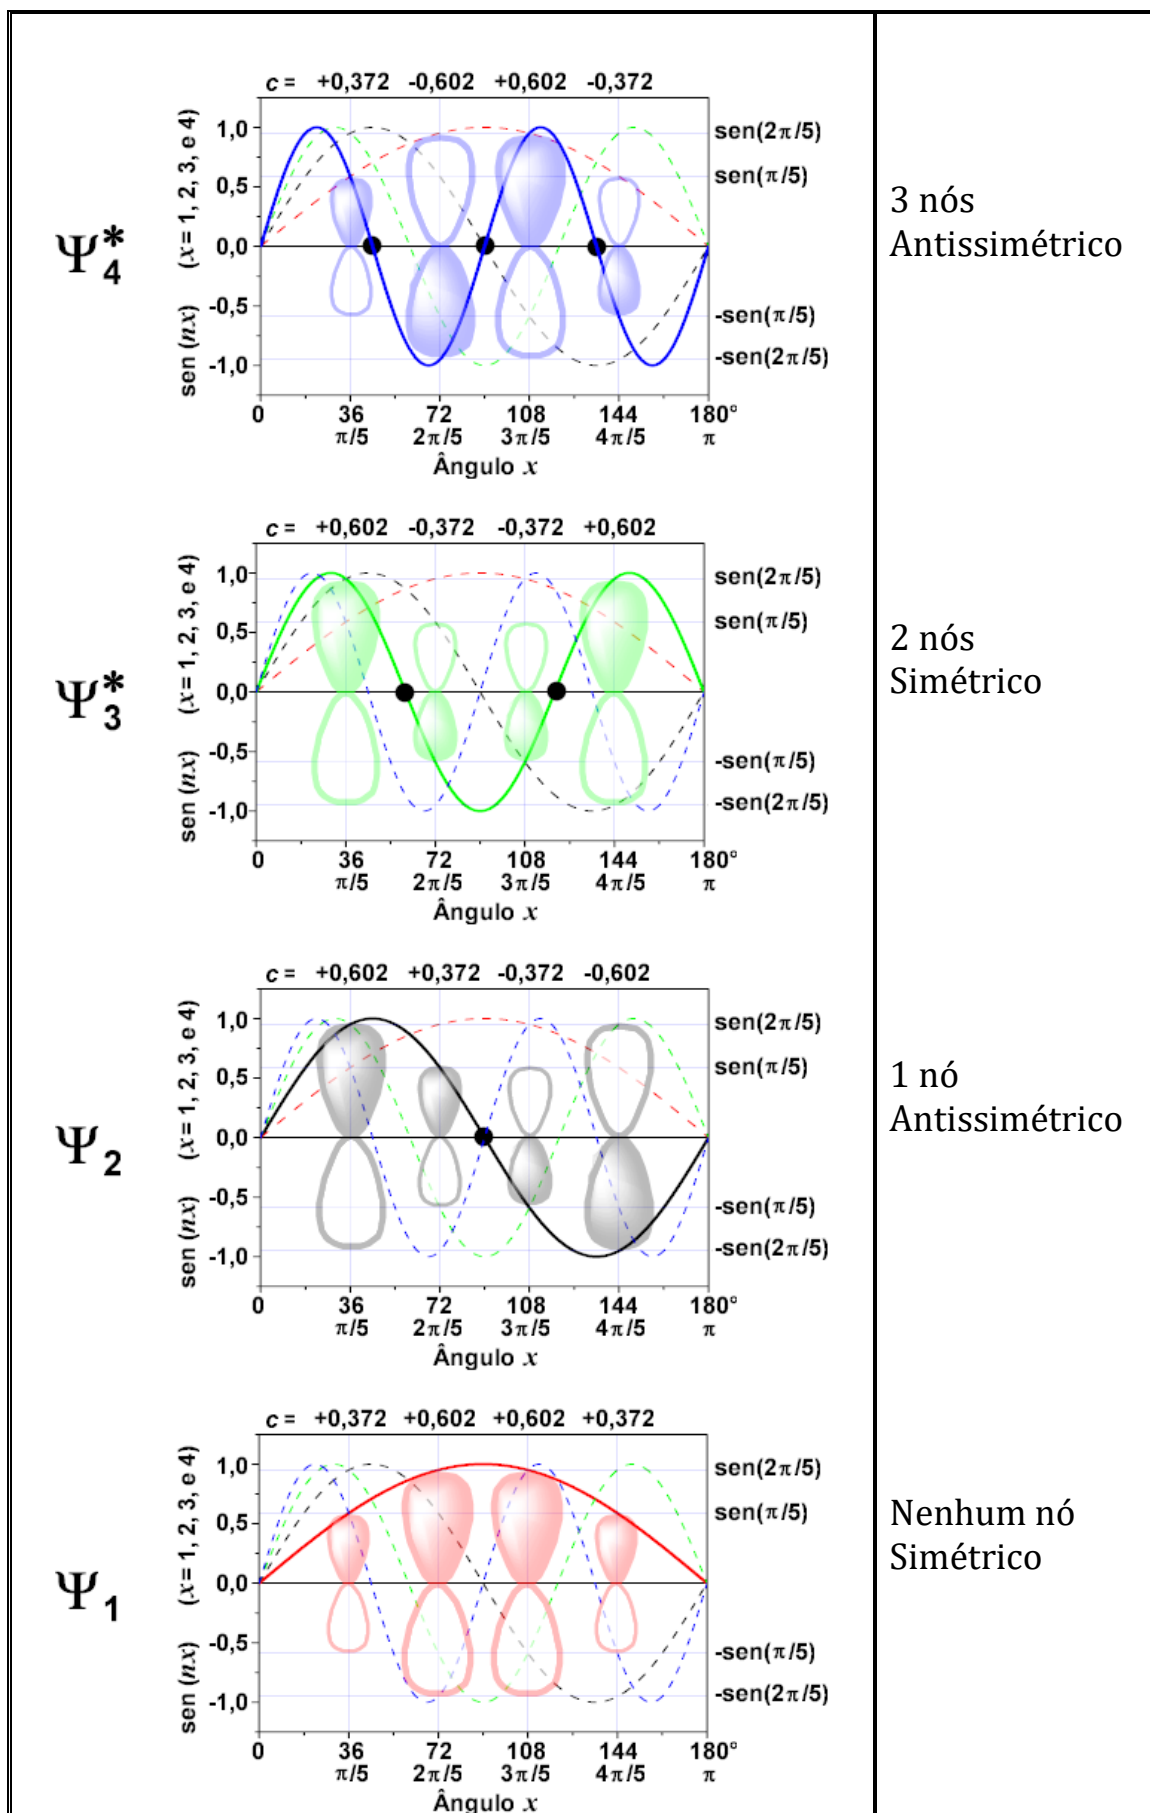 c = +0,372 -0,602 +0,602 -0,372
1,0
0,5
0,0
-0,5
-1,0
sen (nx) (x = 1, 2, 3, e 4)
sen(2π/5)
sen(π/5)
-sen(π/5)
-sen(2π/5)
Ψ4*
0 36 72 108 144 180°
π/5 2π/5 3π/5 4π/5 π
Ângulo x
3 nós
Antissimétrico
c = +0,602 -0,372 -0,372 +0,602
1,0
0,5
0,0
-0,5
-1,0
sen (nx) (x = 1, 2, 3, e 4)
sen(2π/5)
sen(π/5)
-sen(π/5)
-sen(2π/5)
Ψ3*
0 36 72 108 144 180°
π/5 2π/5 3π/5 4π/5 π
Ângulo x
2 nós
Simétrico
c = +0,602 +0,372 -0,372 -0,602
1,0
0,5
0,0
-0,5
-1,0
sen (nx) (x = 1, 2, 3, e 4)
sen(2π/5)
sen(π/5)
-sen(π/5)
-sen(2π/5)
Ψ2
0 36 72 108 144 180°
π/5 2π/5 3π/5 4π/5 π
Ângulo x
1 nó
Antissimétrico
c = +0,372 +0,602 +0,602 +0,372
1,0
0,5
0,0
-0,5
-1,0
sen (nx) (x = 1, 2, 3, e 4)
sen(2π/5)
sen(π/5)
-sen(π/5)
-sen(2π/5)
Ψ1
0 36 72 108 144 180°
π/5 2π/5 3π/5 4π/5 π
Ângulo x
Nenhum nó
Simétrico